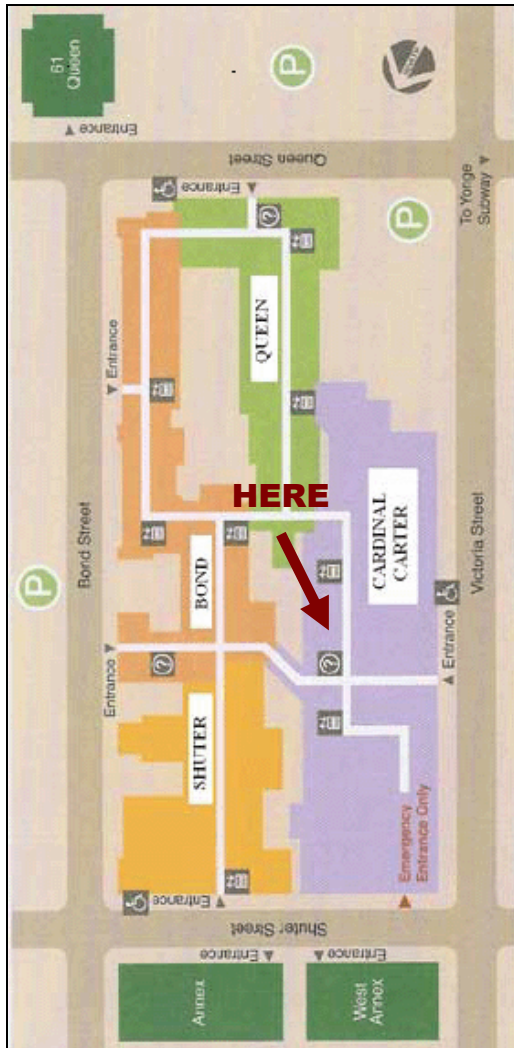 61
Queen
P
Entrance
Queen Street
To Yonge
Subway
Entrance
?
P
Entrance
QUEEN
HERE
Bond Street
BOND
CARDINAL
CARTER
Victoria Street
P
Entrance
?
?
Entrance
SHUTER
Emergency
Entrance Only
Entrance
Shuter Street
Entrance
Entrance
Annex
West
Annex